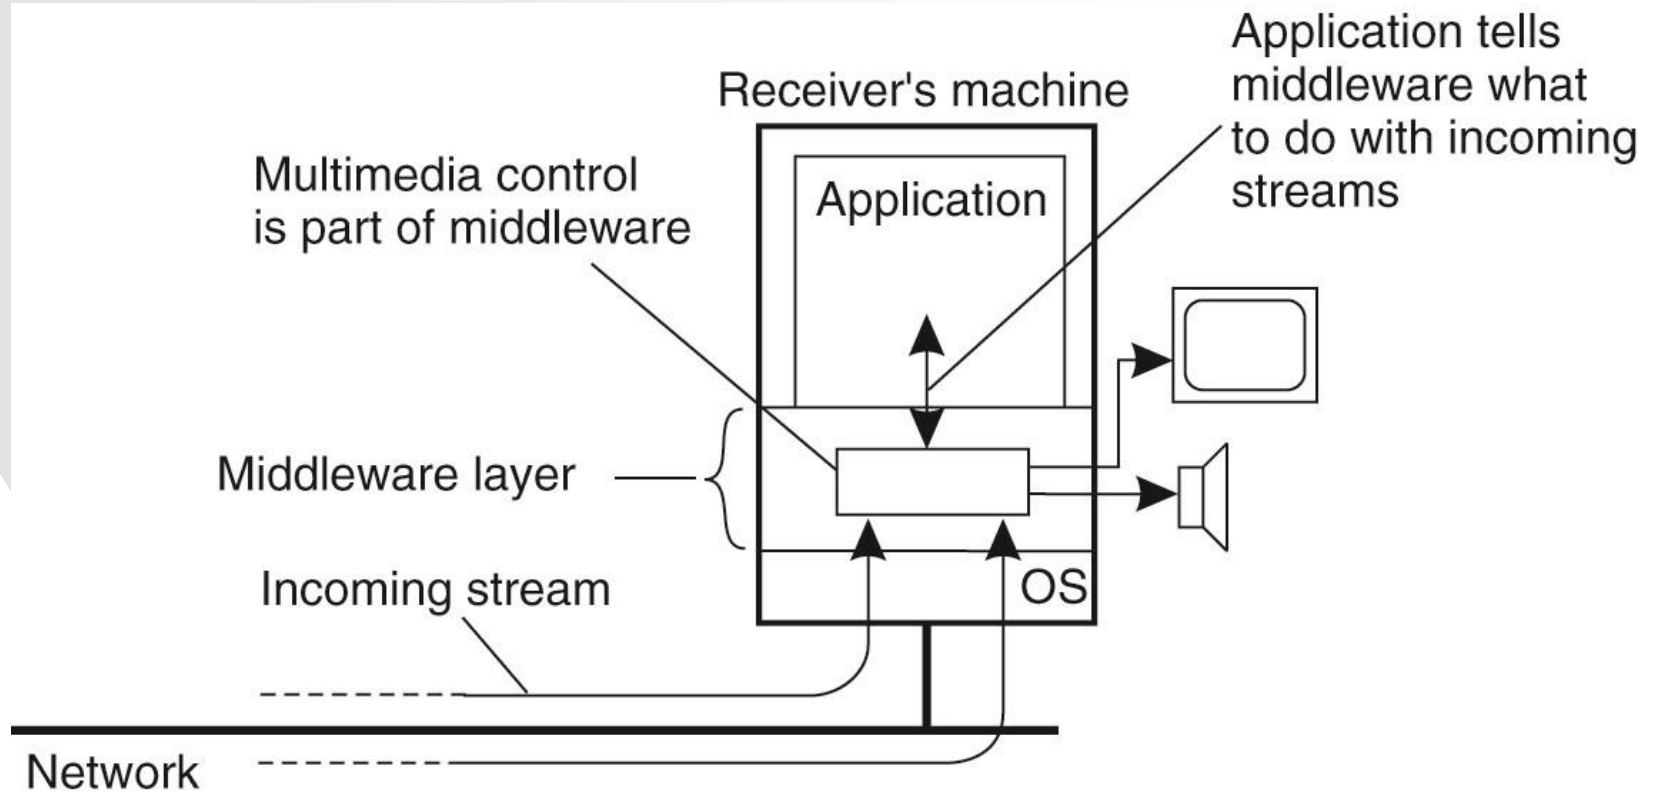 Application tells
middleware what
to do with incoming
streams
Receiver's machine
Multimedia control
is part of middleware
Application
Middleware layer
Incoming stream
OS
Network